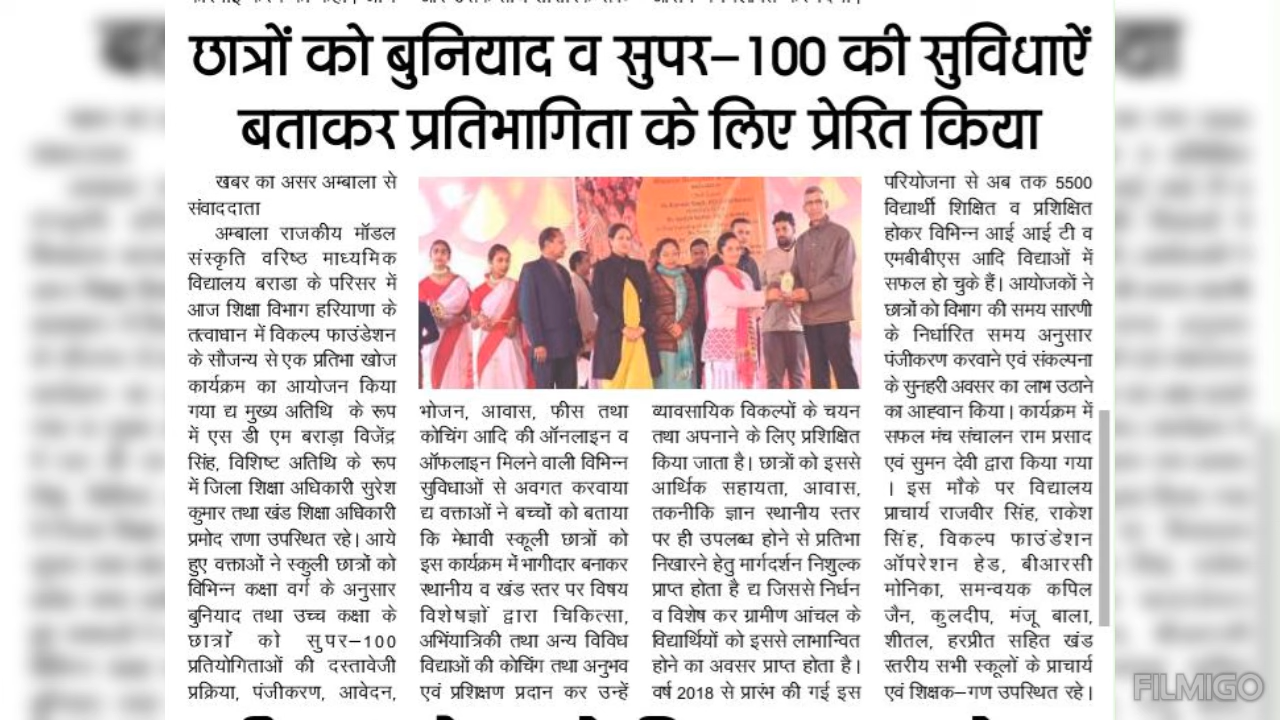 छात्रों को बुनियाद व सुपर–100 की सुविधाऐं
बताकर प्रतिभागिता के लिए प्रेरित किया
खबर का असर अम्बाला से
संवाददाता
अम्बाला राजकीय मॉडल
संस्कृति वरिष्ठ माध्यमिक
विद्यालय बराडा के परिसर में
आज शिक्षा विभाग हरियाणा के
तत्वाधान में विकल्प फाउंडेशन
के सौजन्य से एक प्रतिभा खोज
कार्यक्रम का आयोजन किया
गया द्य मुख्य अतिथि के रूप
में एस डी एम बराड़ा विजेंद्र
सिंह, विशिष्ट अतिथि के रूप
में जिला शिक्षा अधिकारी सुरेश
कुमार तथा खंड शिक्षा अधिकारी
प्रमोद राणा उपस्थित रहे। आये
हुए वक्ताओं ने स्कूली छात्रों को
विभिन्न कक्षा वर्ग के अनुसार
बुनियाद तथा उच्च कक्षा के
छात्रों को सुपर–100
प्रतियोगिताओं की दस्तावेजी
प्रक्रिया, पंजीकरण, आवेदन,
भोजन, आवास, फीस तथा
कोचिंग आदि की ऑनलाइन व
ऑफलाइन मिलने वाली विभिन्न
सुविधाओं से अवगत करवाया
द्य वक्ताओं ने बच्चों को बताया
कि मेधावी स्कूली छात्रों को
इस कार्यक्रम में भागीदार बनाकर
स्थानीय व खंड स्तर पर विषय
विशेषज्ञों द्वारा चिकित्सा,
अभियात्रिकी तथा अन्य विविध
विद्याओं की कोचिंग तथा अनुभव
एवं प्रशिक्षण प्रदान कर उन्हें
व्यावसायिक विकल्पों के चयन
तथा अपनाने के लिए प्रशिक्षित
किया जाता है। छात्रों को इससे
आर्थिक सहायता, आवास,
तकनीकि ज्ञान स्थानीय स्तर
पर ही उपलब्ध होने से प्रतिभा
निखारने हेतु मार्गदर्शन निशुल्क
प्राप्त होता है द्य जिससे निर्धन
व विशेष कर ग्रामीण आंचल के
विद्यार्थियों को इससे लाभान्वित
होने का अवसर प्राप्त होता है।
वर्ष 2018 से प्रारंभ की गई इस
परियोजना से अब तक 5500
विद्यार्थी शिक्षित व प्रशिक्षित
होकर विभिन्न आई आई टी व
एमबीबीएस आदि विद्याओं में
सफल हो चुके हैं। आयोजकों ने
छात्रों को विभाग की समय सारणी
के निर्धारित समय अनुसार
पंजीकरण करवाने एवं संकल्पना
के सुनहरी अवसर का लाभ उठाने
का आह्वान किया। कार्यक्रम में
सफल मंच संचालन राम प्रसाद
एवं सुमन देवी द्वारा किया गया
। इस मौके पर विद्यालय
प्राचार्य राजवीर सिंह, राकेश
सिंह, विकल्प फाउंडेशन
ऑपरेशन हेड, बीआरसी
मोनिका, समन्वयक कपिल
जैन, कुलदीप, मंजू बाला,
शीतल, हरप्रीत सहित खंड
स्तरीय सभी स्कूलों के प्राचार्य
एवं शिक्षक–गण उपस्थित रहे।
FILMIGO